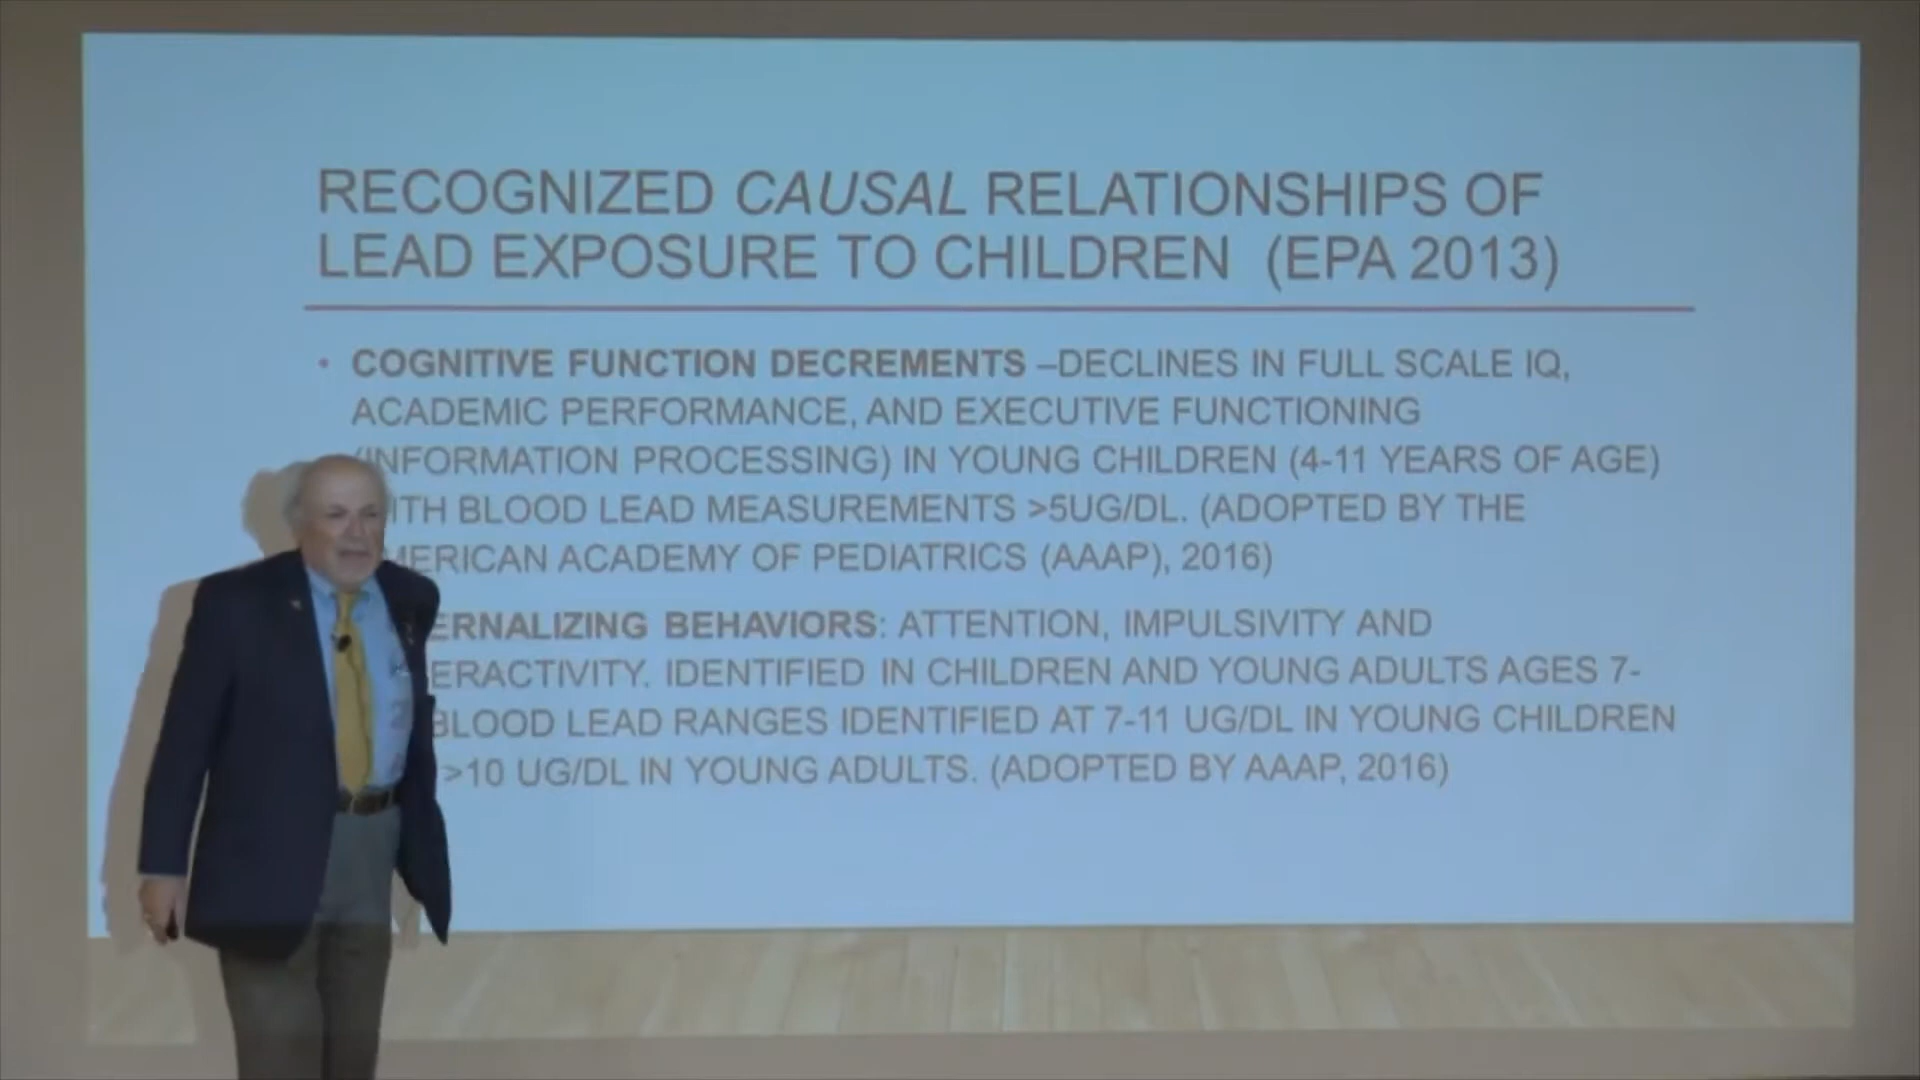 RECOGNIZED CAUSAL RELATIONSHIPS OF
LEAD EXPOSURE TO CHILDREN (EPA 2013)
• COGNITIVE FUNCTION DECREMENTS –DECLINES IN FULL SCALE IQ,
ACADEMIC PERFORMANCE, AND EXECUTIVE FUNCTIONING
(INFORMATION PROCESSING) IN YOUNG CHILDREN (4-11 YEARS OF AGE)
BLOOD LEAD MEASUREMENTS >5UG/DL. (ADOPTED BY THE
ACADEMY OF PEDIATRICS (AAAP), 2016)
BEHAVIORS: ATTENTION, IMPULSIVITY AND
IDENTIFIED IN CHILDREN AND YOUNG ADULTS AGES 7-
BLOOD LEAD RANGES IDENTIFIED AT 7-11 UG/DL IN YOUNG CHILDREN
>10 UG/DL IN YOUNG ADULTS. (ADOPTED BY AAAP, 2016)